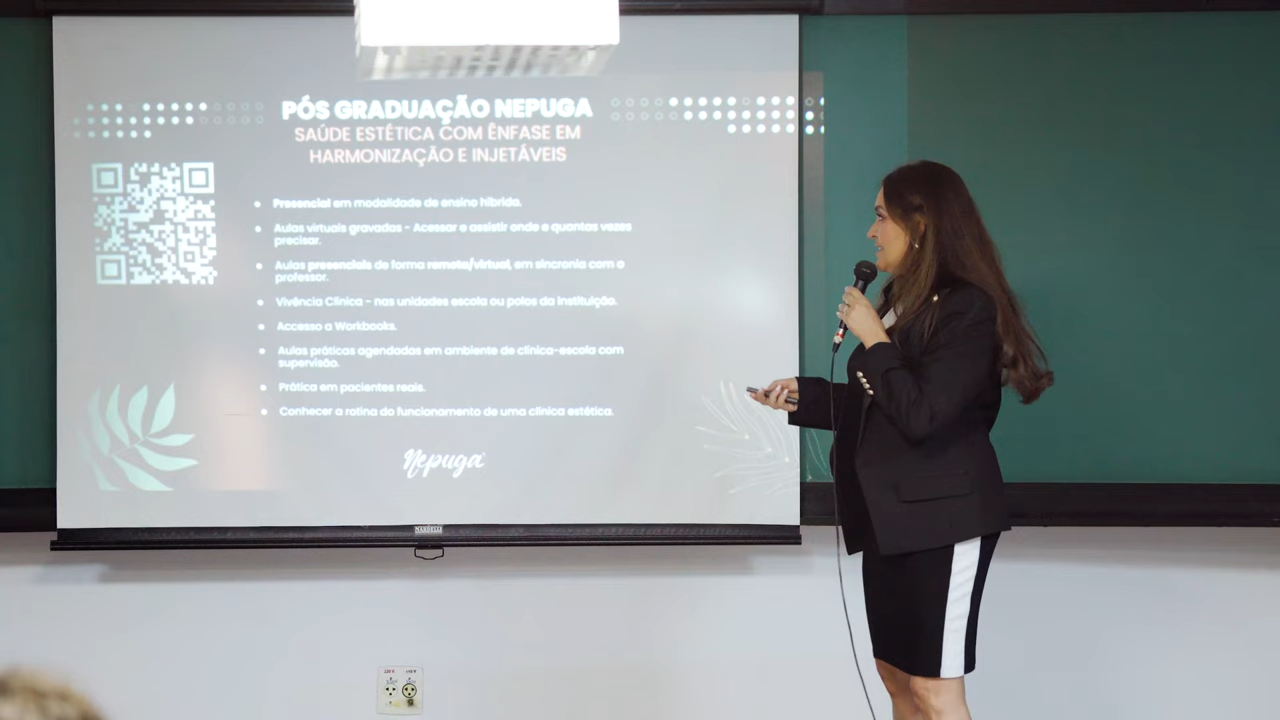 PÓS GRADUAÇÃO NEPUGA
SAÚDE ESTÉTICA COM ÊNFASE EM
HARMONIZAÇÃO E INJETÁVEIS
• Presencial em modalidade de ensino híbrida.
• Aulas virtuais gravadas - Acessar e assistir onde e quantas vezes
precisar.
• Aulas presenciais de forma remota/virtual, em sincronia com o
professor.
• Vivência Clínica - nas unidades escola ou polos da instituição.
• Accesso a Workbooks.
• Aulas práticas agendadas em ambiente de clínica-escola com
supervisão.
• Prática em pacientes reais.
• Conhecer a rotina do funcionamento de uma clínica estética.
Nepuga